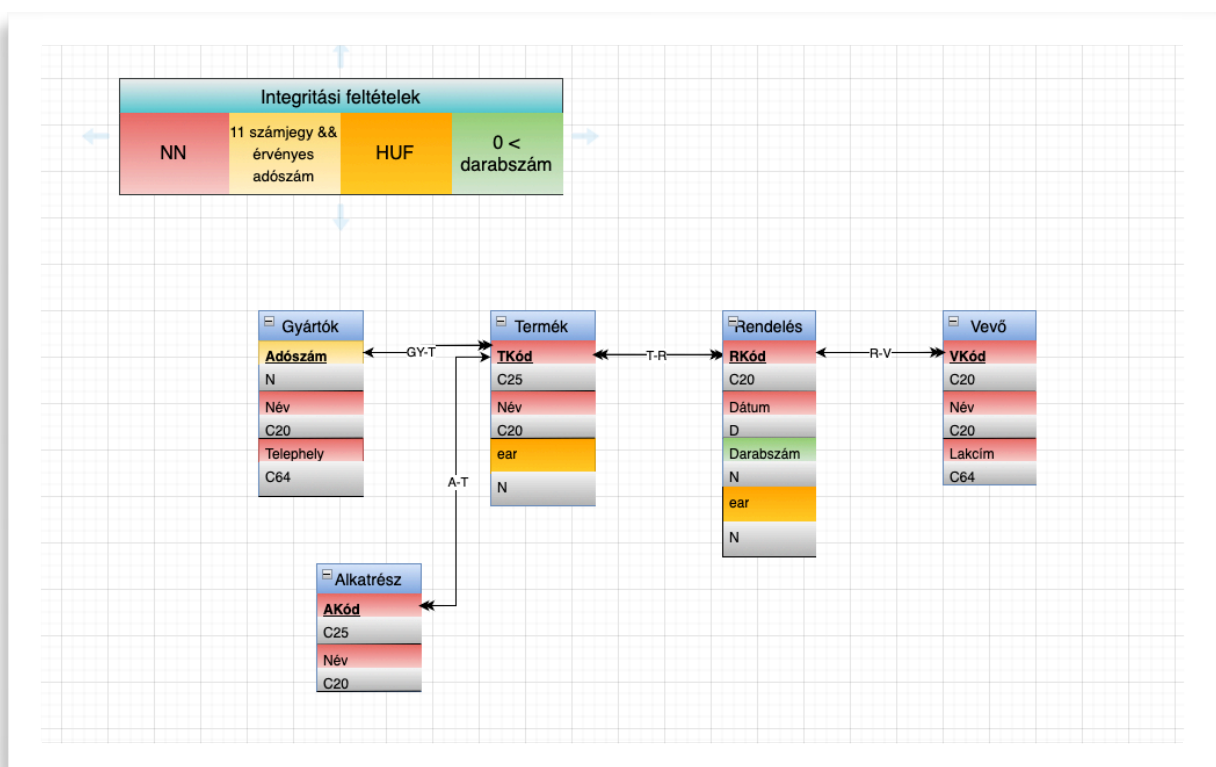 Integritási feltételek
NN
11 számjegy &&
érvényes
adószám
HUF
0 <
darabszám
Gyártók
Adószám
N
Név
C20
Telephely
C64
GY-T
Termék
TKód
C25
Név
C20
ear
N
A-T
T-R
Rendelés
RKód
C20
Dátum
D
Darabszám
N
ear
N
R-V
Vevő
VKód
C20
Név
C20
Lakcím
C64
Alkatrész
AKód
C25
Név
C20